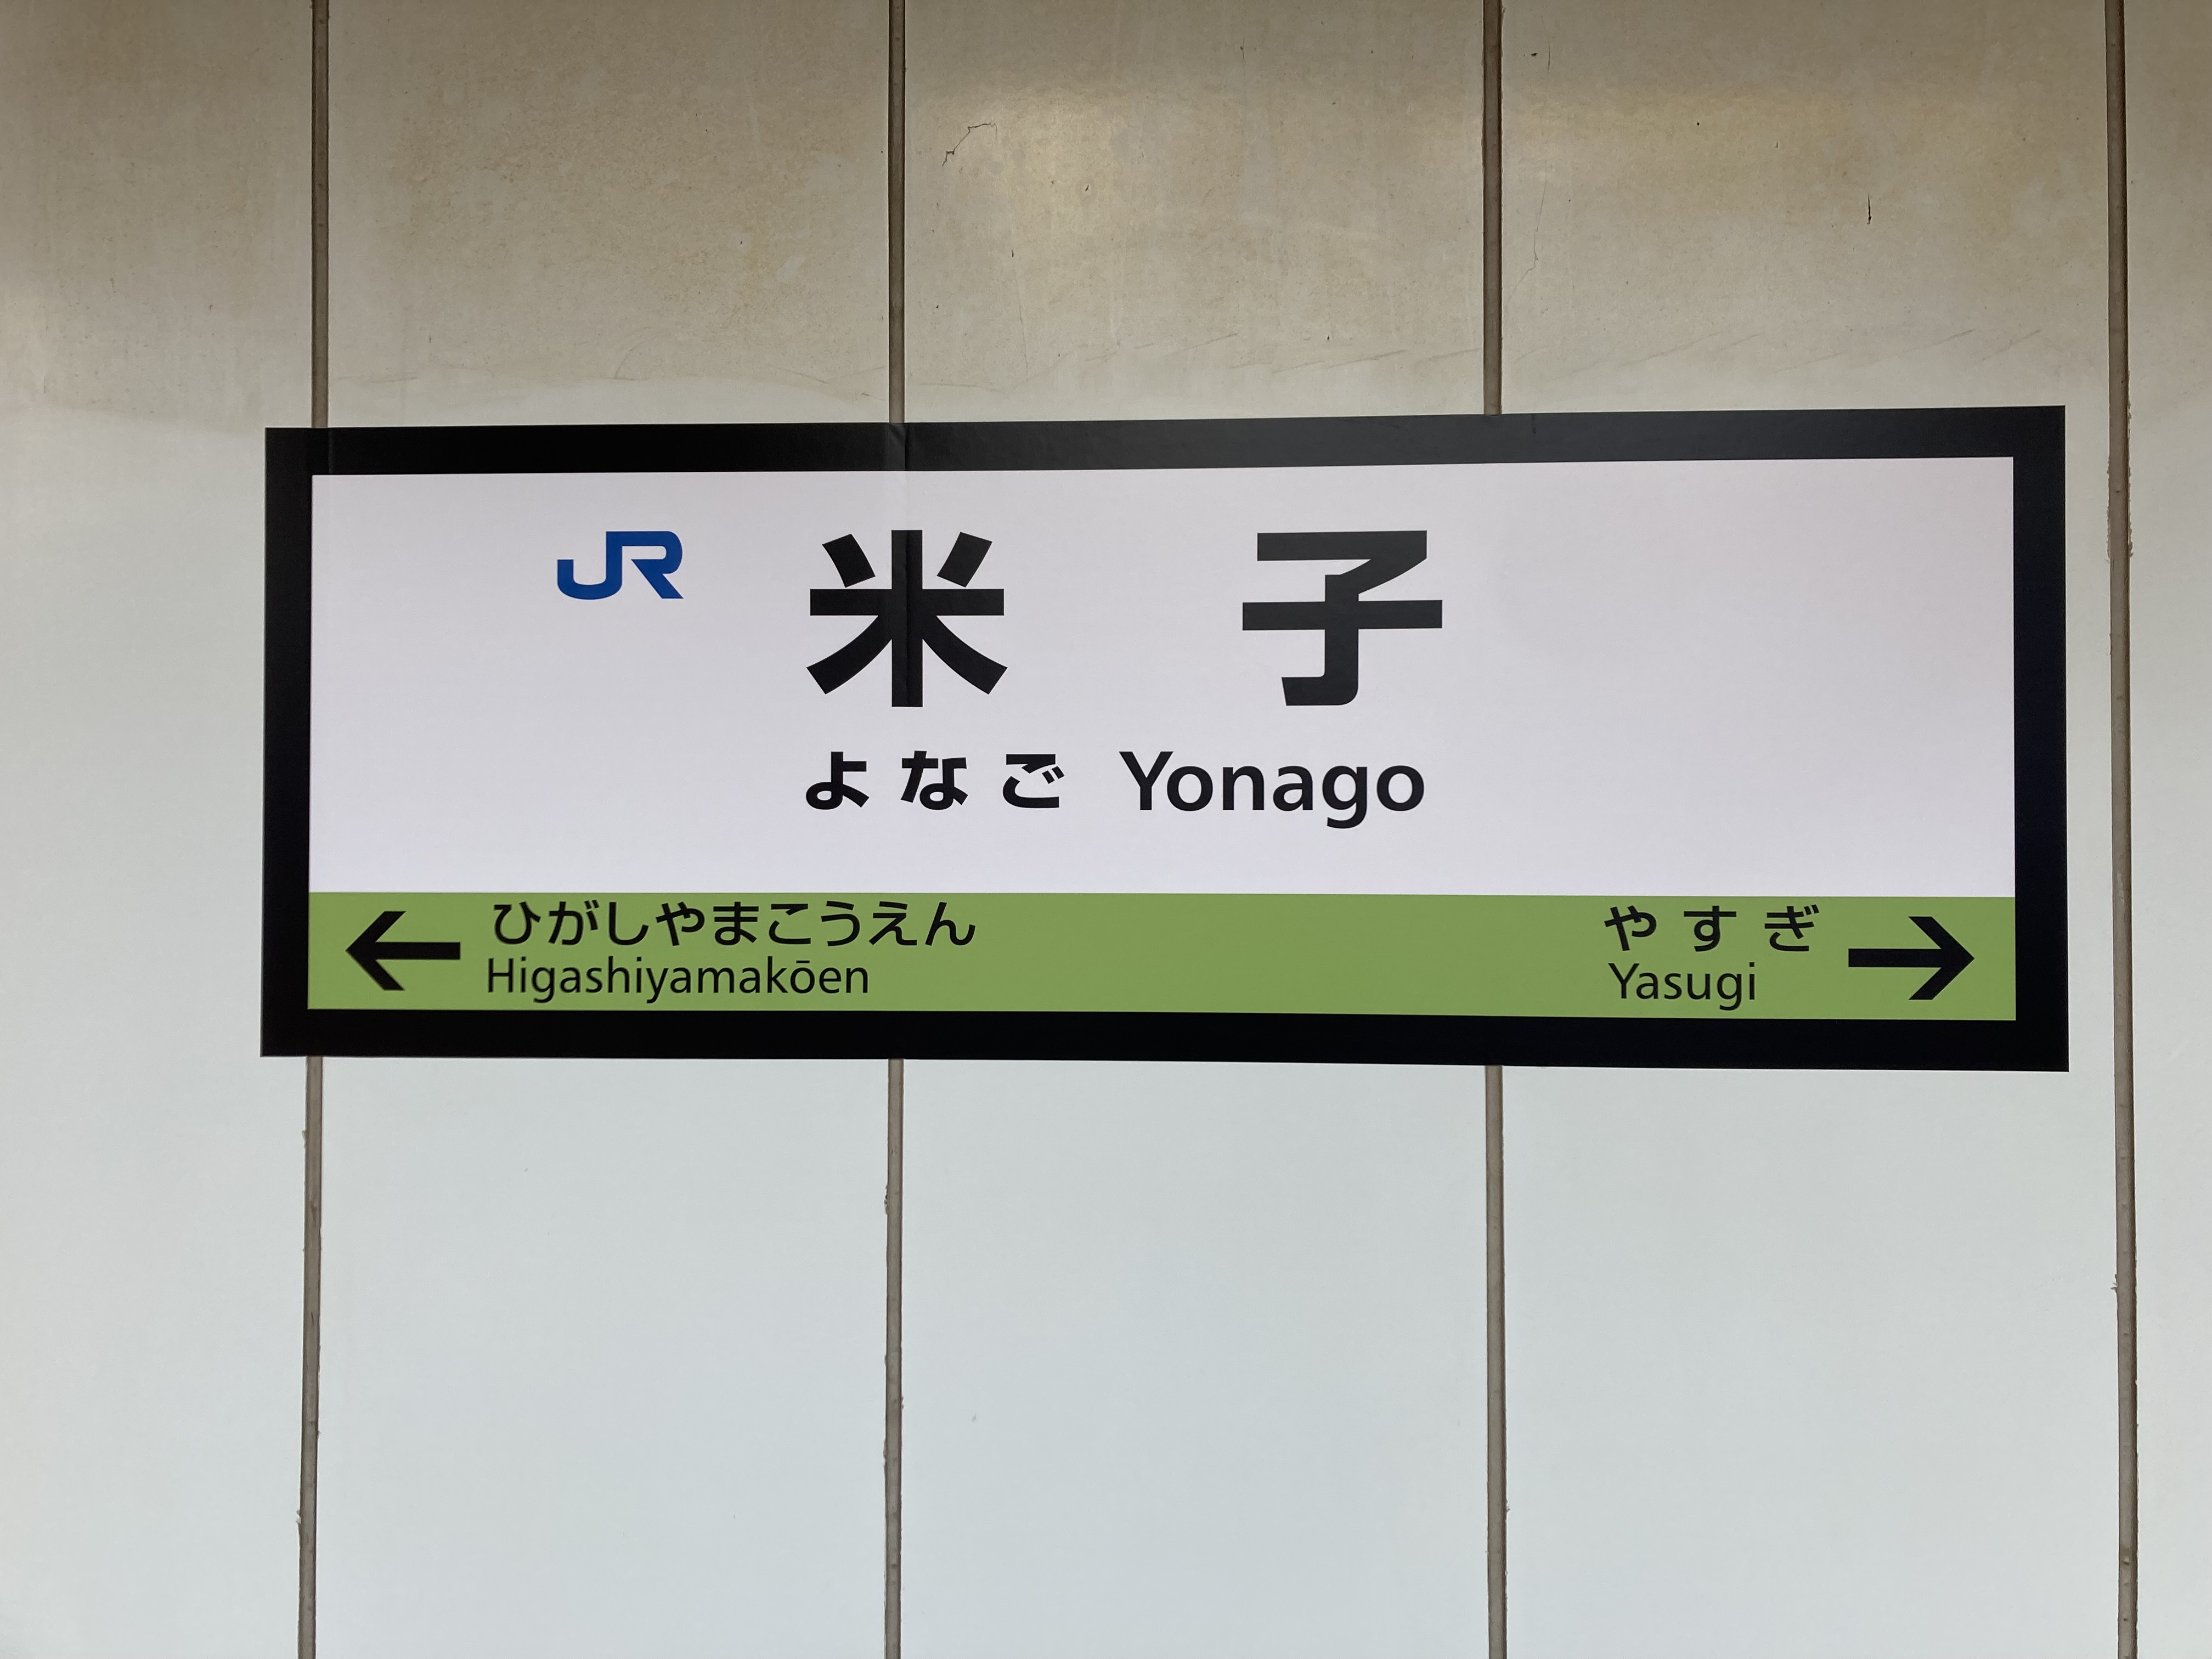 JR 米子
よなご Yonago
ひがしやまこうえん
Higashiyamakōen
やすぎ
Yasugi